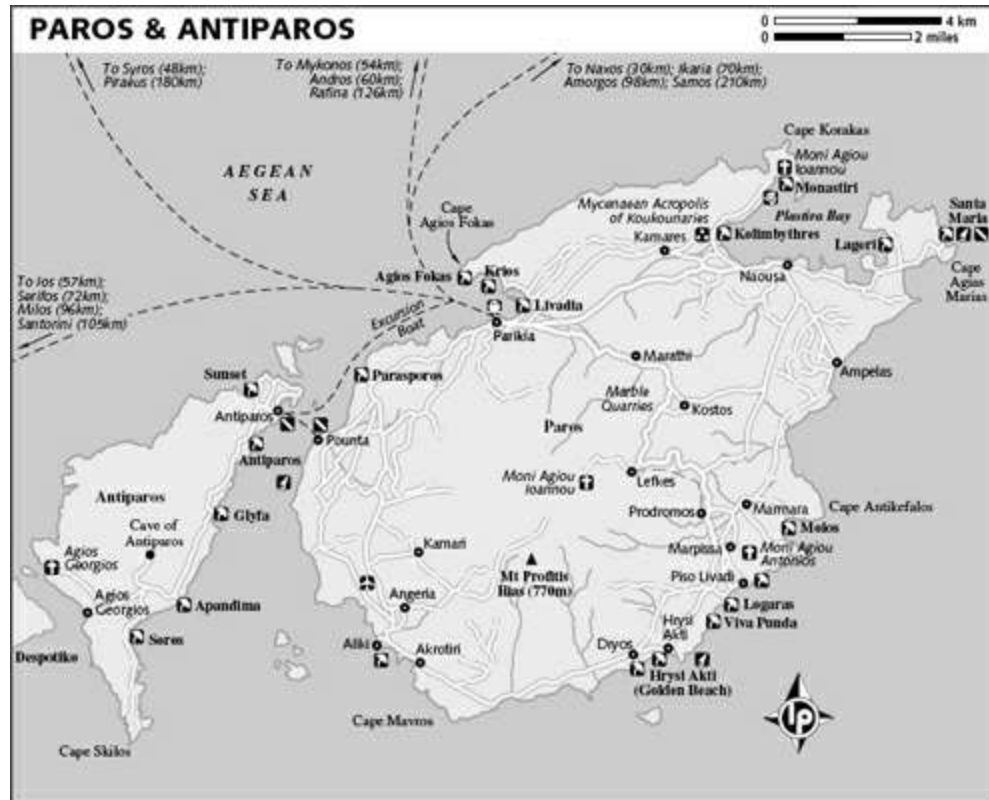 PAROS & ANTIPAROS
0 4 km
0 2 miles
To Syros (48km);
Piraeus (180km)
To Mykonos (54km);
Andros (60km);
Rafina (126km)
To Naxos (30km); Ikaria (70km);
Amorgos (98km); Samos (210km)
AEGEAN
SEA
Cape Korakas
Moni Agiou
Ioannou
Monastiri
Plastira Bay
Santa
Maria
Cape
Agios Fokas
Mycenaean Acropolis
of Koukounaries
Kamares
Kolimbythres
Lageri
Naousa
Cape
Agias
Marias
Agios Fokas
Krios
Livadia
To Ios (57km);
Serifos (72km);
Milos (96km);
Santorini (105km)
Excursion
Boat
Parikia
Marathi
Ampelas
Sunset
Parasporos
Marble
Quarries
Kostos
Antiparos
Pounta
Paros
Antiparos
Moni Agiou
Ioannou
Lefkes
Antiparos
Glyfa
Prodromos
Marmara
Cape Antikefalos
Molos
Cave of
Antiparos
Kamari
Marpissa
Moni Agiou
Antonios
Agios
Georgios
Mt Profitis
Ilias (770m)
Piso Livadi
Agios
Georgios
Apandima
Angeria
Logaras
Viva Punda
Soros
Despotiko
Aliki
Akrotiri
Dryos
Hrysi
Akti
Hrysi Akti
(Golden Beach)
Cape Mavros
Cape Skilos
lp